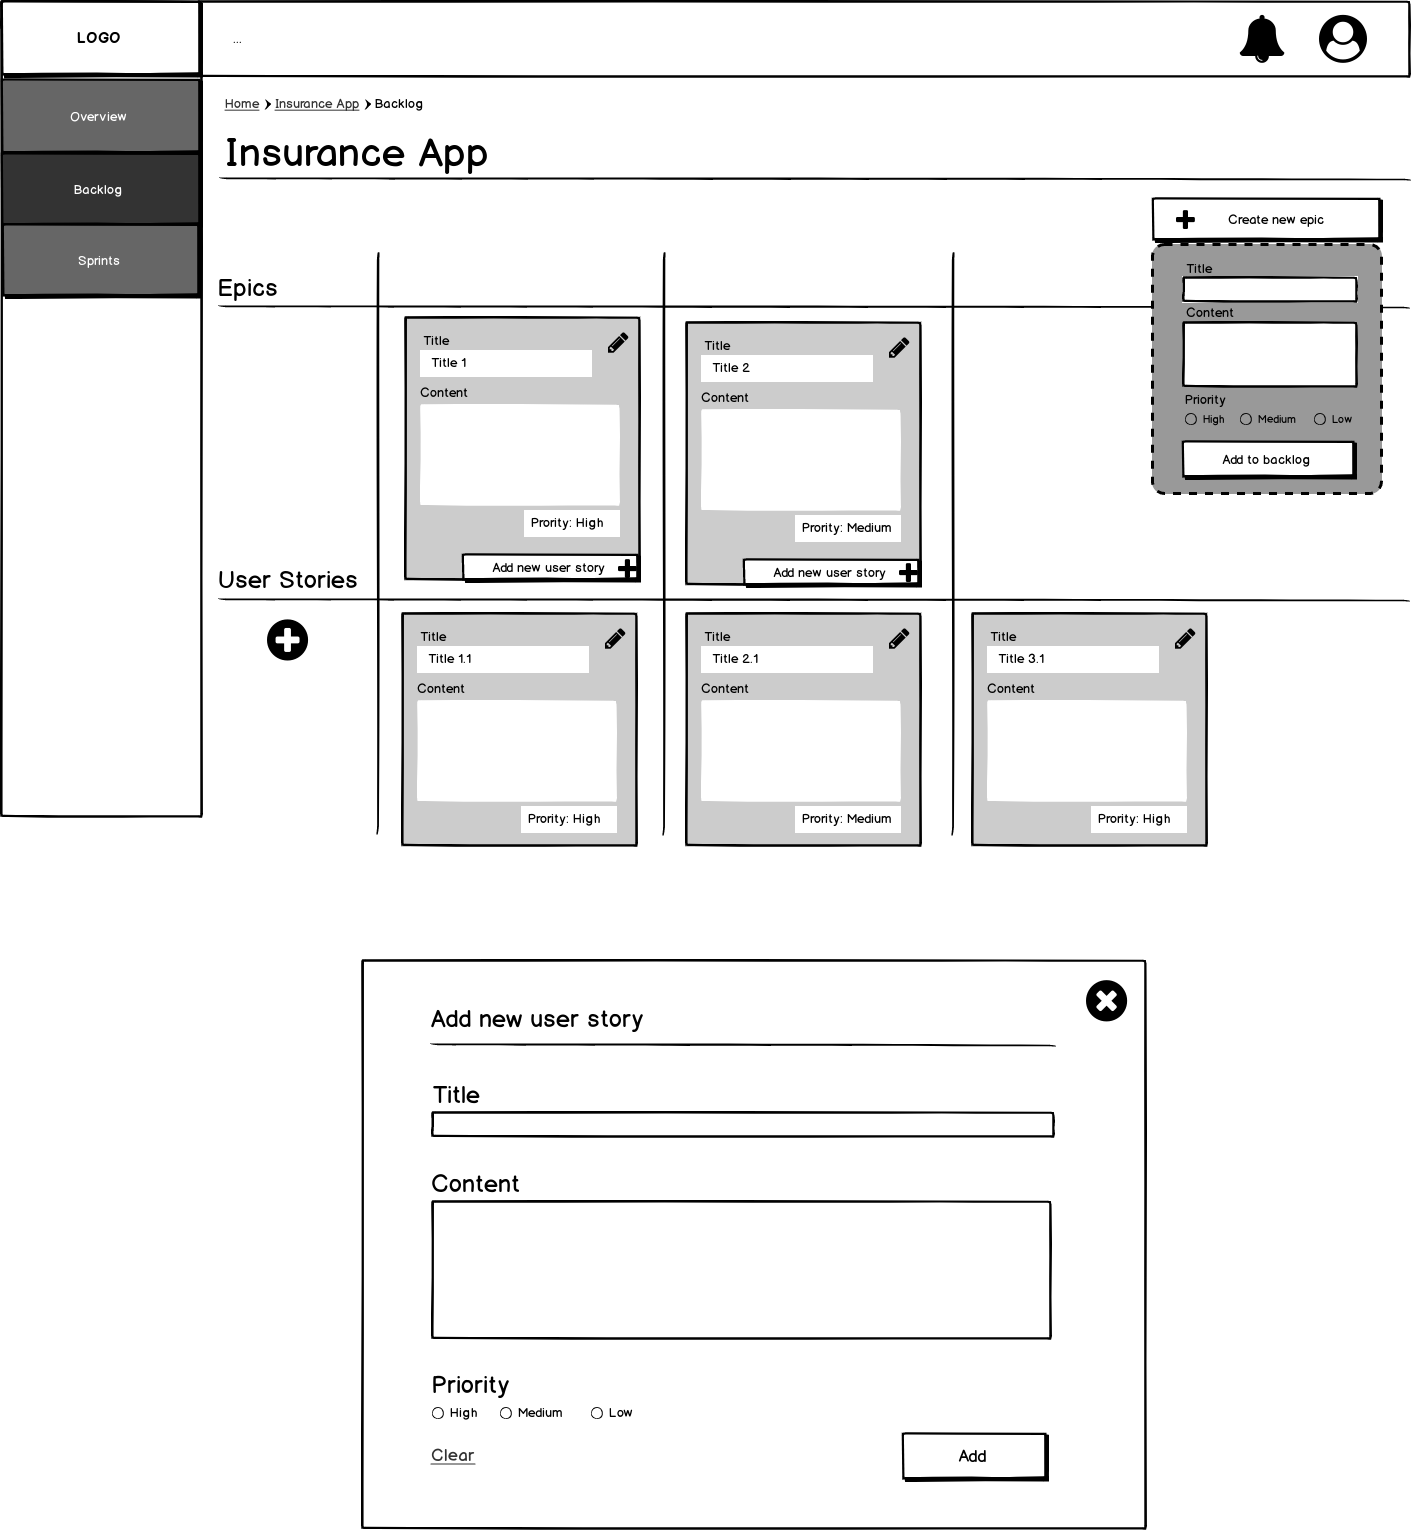 LOGO
...
Overview
Backlog
Sprints
Home Insurance App Backlog
Insurance App
Create new epic
Title
Content
Priority
High Medium Low
Add to backlog
Epics
Title
Title 1
Content
Prority: High
Add new user story
Title
Title 2
Content
Prority: Medium
Add new user story
User Stories
Title
Title 1.1
Content
Prority: High
Title
Title 2.1
Content
Prority: Medium
Title
Title 3.1
Content
Prority: High
Add new user story
Title
Content
Priority
High Medium Low
Clear
Add